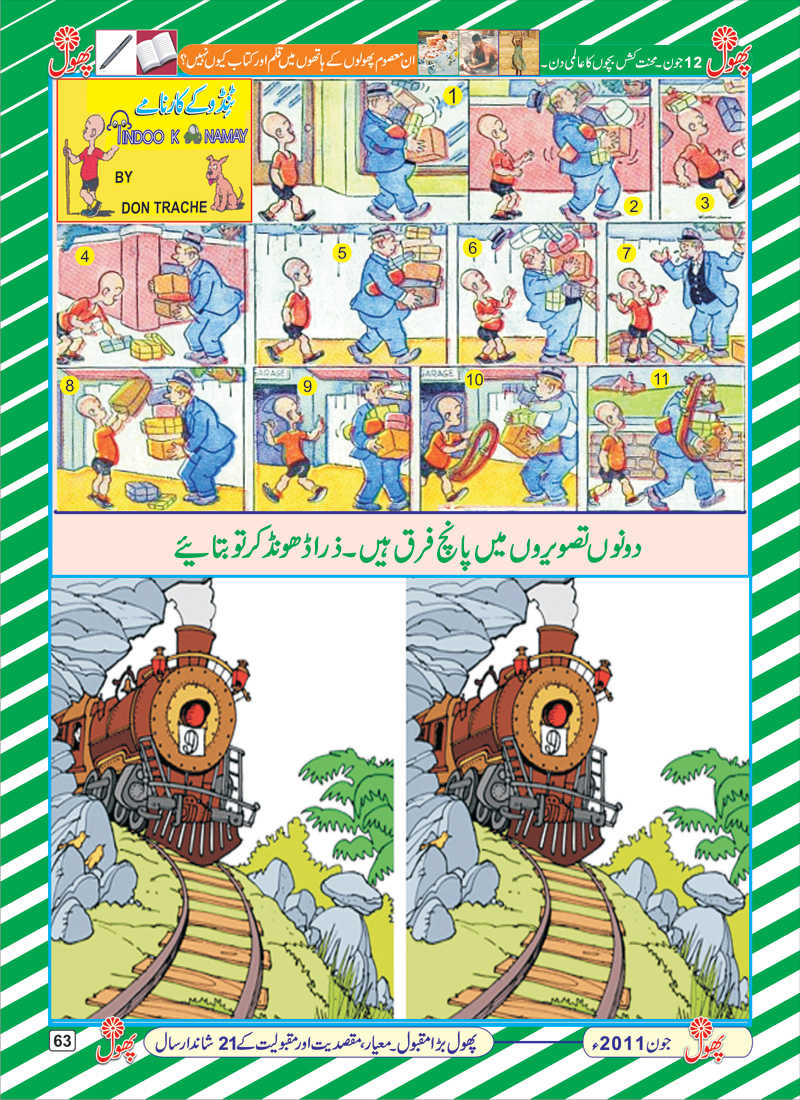 پھول
12 جون۔ محنت کش بچوں کا عالمی دن۔
ان معصوم پھولوں کے ہاتھوں میں قلم اور کتاب کیوں نہیں؟
پھول
ٹنڈو کے کارنامے
TINDOO K NAMAY
BY
DON TRACHE
1
2
3
4
5
6
7
8
GARAGE
9
GARAGE
10
11
دونوں تصویروں میں پانچ فرق ہیں۔ ذرا ڈھونڈ کر تو بتائیے
پھول
جون 2011ء
پھول بڑا مقبول۔ معیار، مقصدیت اور مقبولیت کے 21 شاندار سال
پھول
63